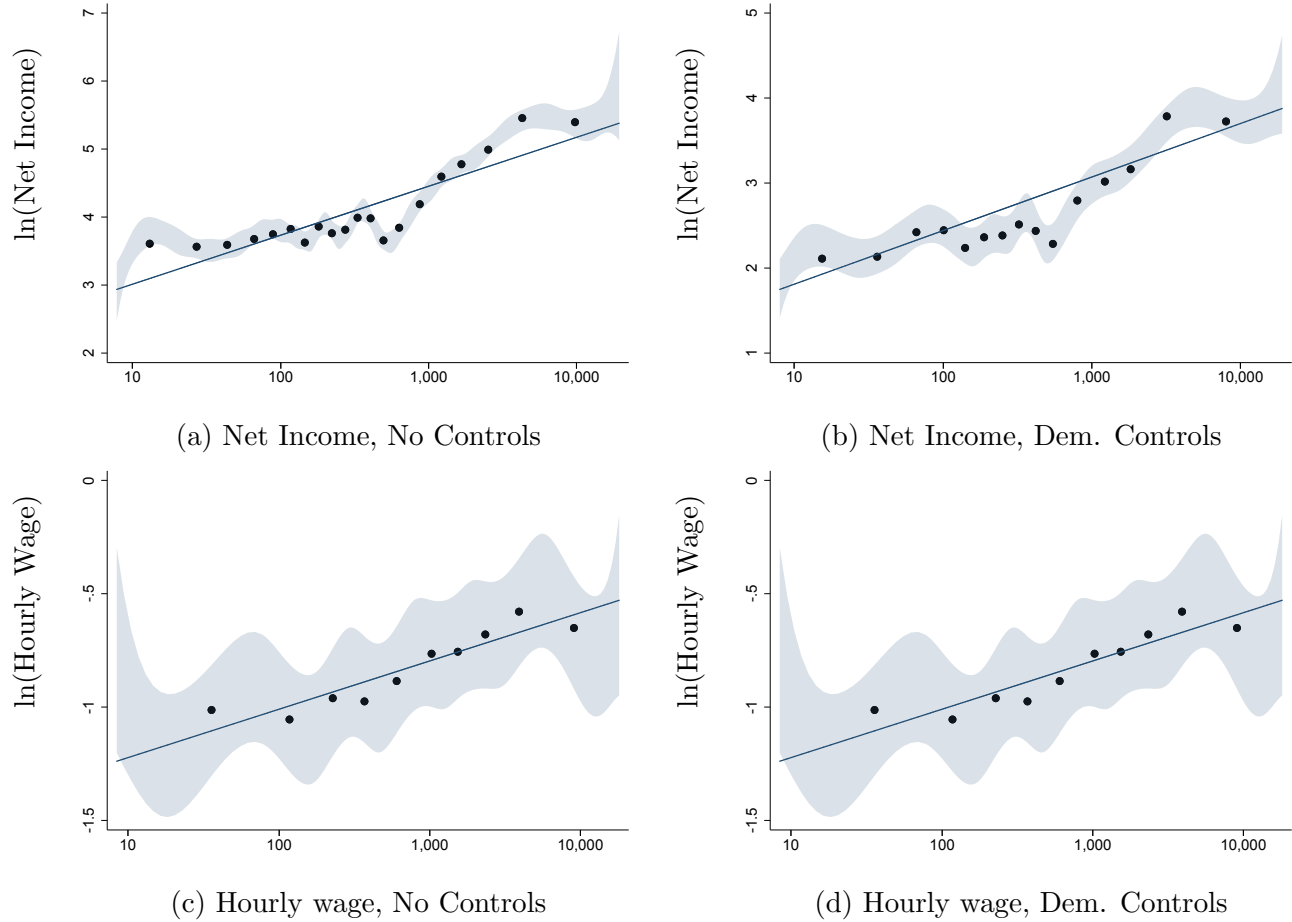 7
6
5
4
3
2
ln(Net Income)
10 100 1,000 10,000
(a) Net Income, No Controls
5
4
3
2
1
ln(Net Income)
10 100 1,000 10,000
(b) Net Income, Dem. Controls
0
-.5
-1
-1.5
ln(Hourly Wage)
10 100 1,000 10,000
(c) Hourly wage, No Controls
0
-.5
-1
-1.5
ln(Hourly Wage)
10 100 1,000 10,000
(d) Hourly wage, Dem. Controls